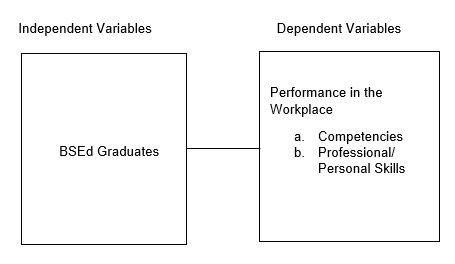 Independent Variables
Dependent Variables
BSEd Graduates
Performance in the
Workplace
a. Competencies
b. Professional/
Personal Skills